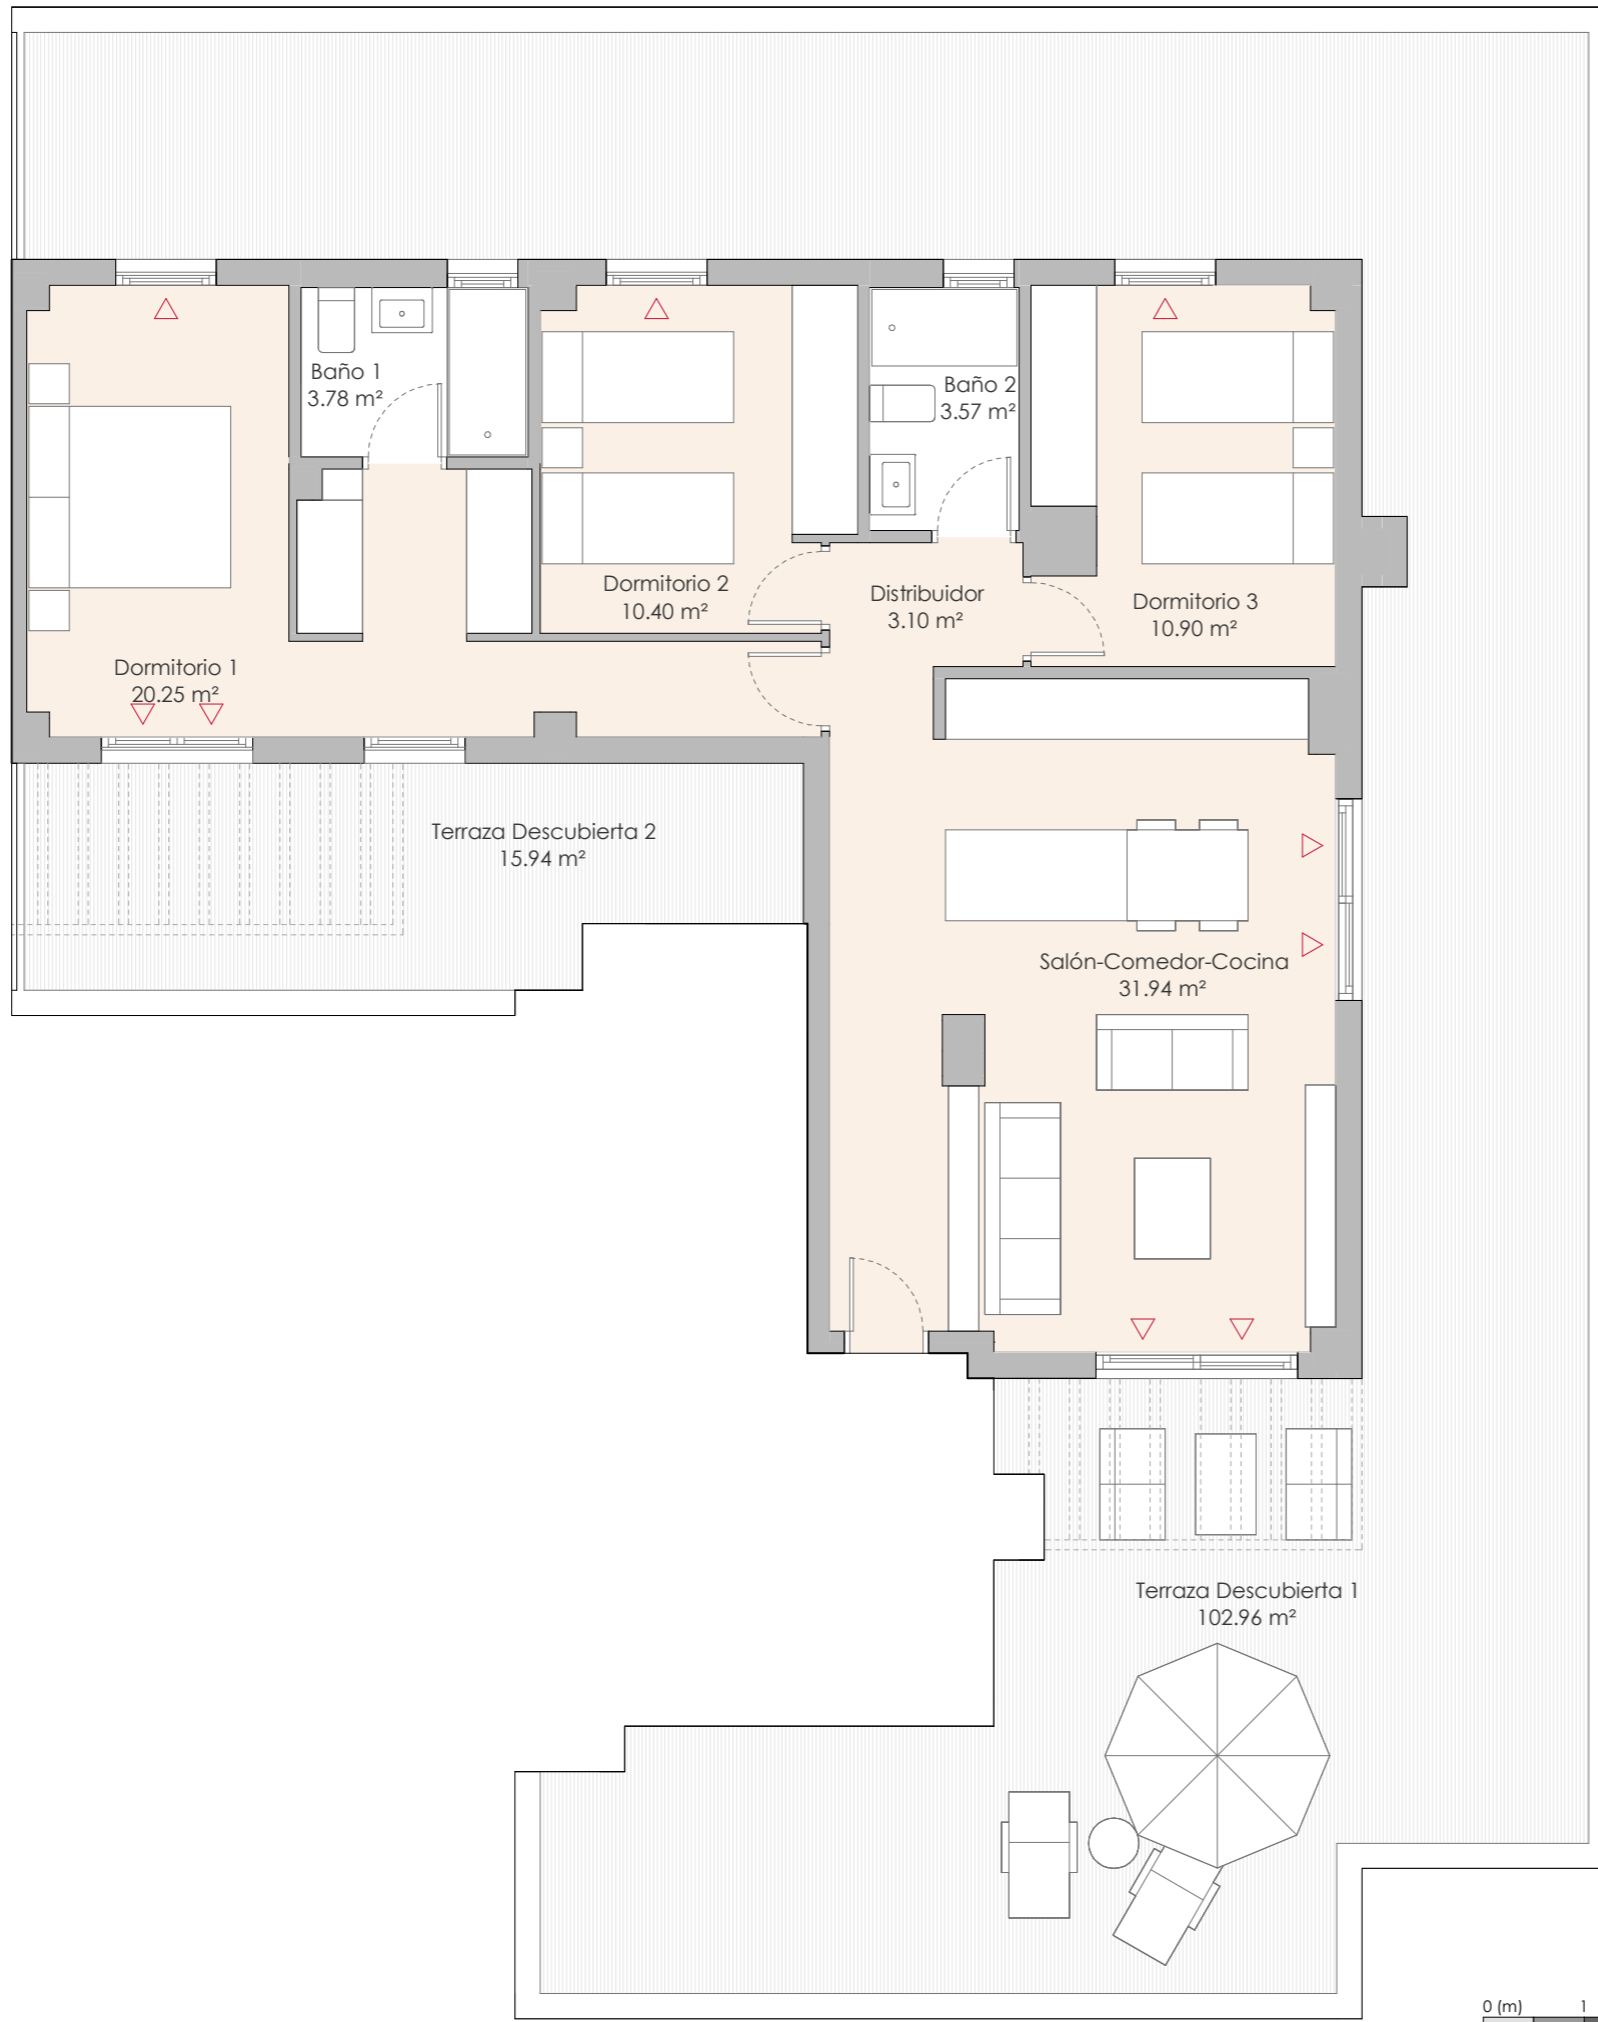 Baño 1
3.78 m²
Baño 2
3.57 m²
Dormitorio 2
10.40 m²
Distribuidor
3.10 m²
Dormitorio 3
10.90 m²
Dormitorio 1
20.25 m²
Terraza Descubierta 2
15.94 m²
Salón-Comedor-Cocina
31.94 m²
Terraza Descubierta 1
102.96 m²
0 (m) 1